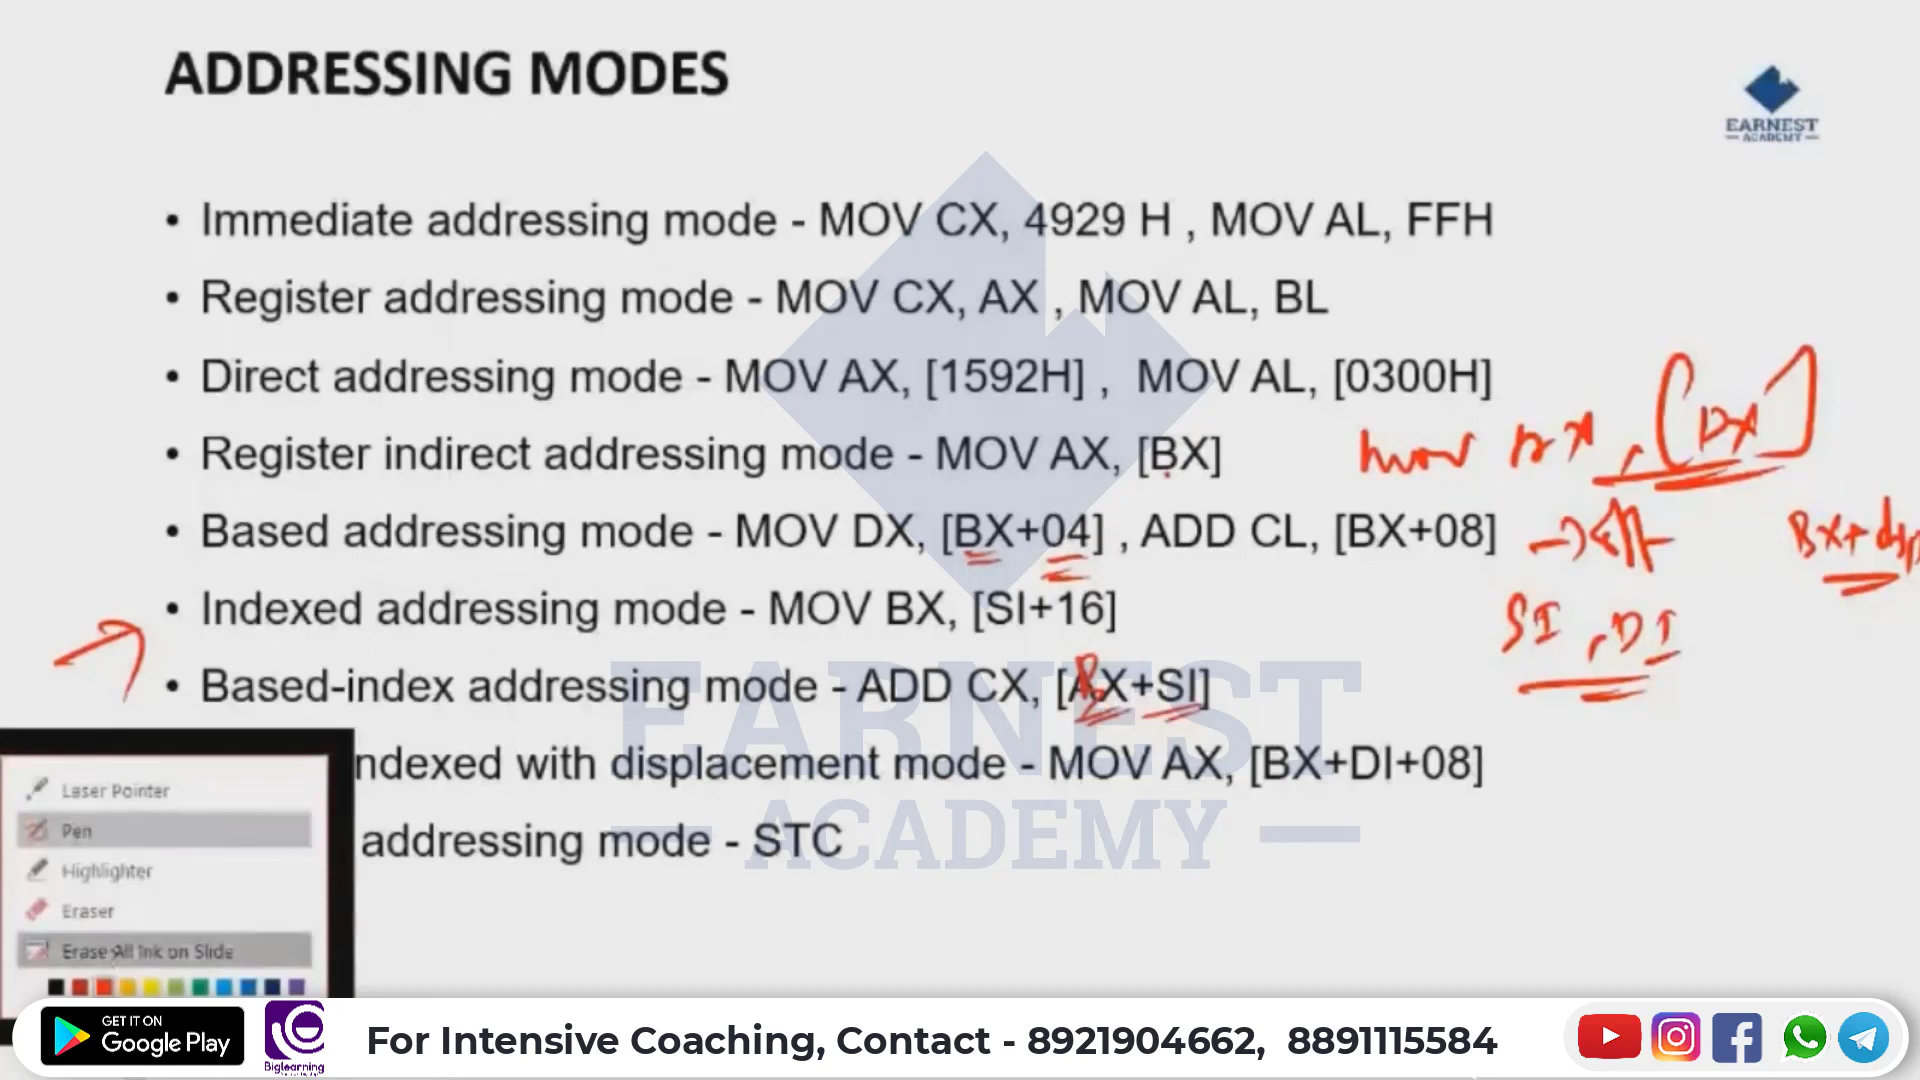 ADDRESSING MODES
EARNEST
ACADEMY
• Immediate addressing mode - MOV CX, 4929 H , MOV AL, FFH
• Register addressing mode - MOV CX, AX , MOV AL, BL
• Direct addressing mode - MOV AX, [1592H] , MOV AL, [0300H]
• Register indirect addressing mode - MOV AX, [BX]
mov BX, [DX]
• Based addressing mode - MOV DX, [BX+04] , ADD CL, [BX+08]
BX+disp
• Indexed addressing mode - MOV BX, [SI+16]
SI, DI
• Based-index addressing mode - ADD CX, [AX+SI]
ndexed with displacement mode - MOV AX, [BX+DI+08]
addressing mode - STC
EARNEST
ACADEMY
Laser Pointer
Pen
Highlighter
Eraser
Erase All Ink on Slide
GET IT ON
Google Play
Biglearning
For Intensive Coaching, Contact - 8921904662, 8891115584